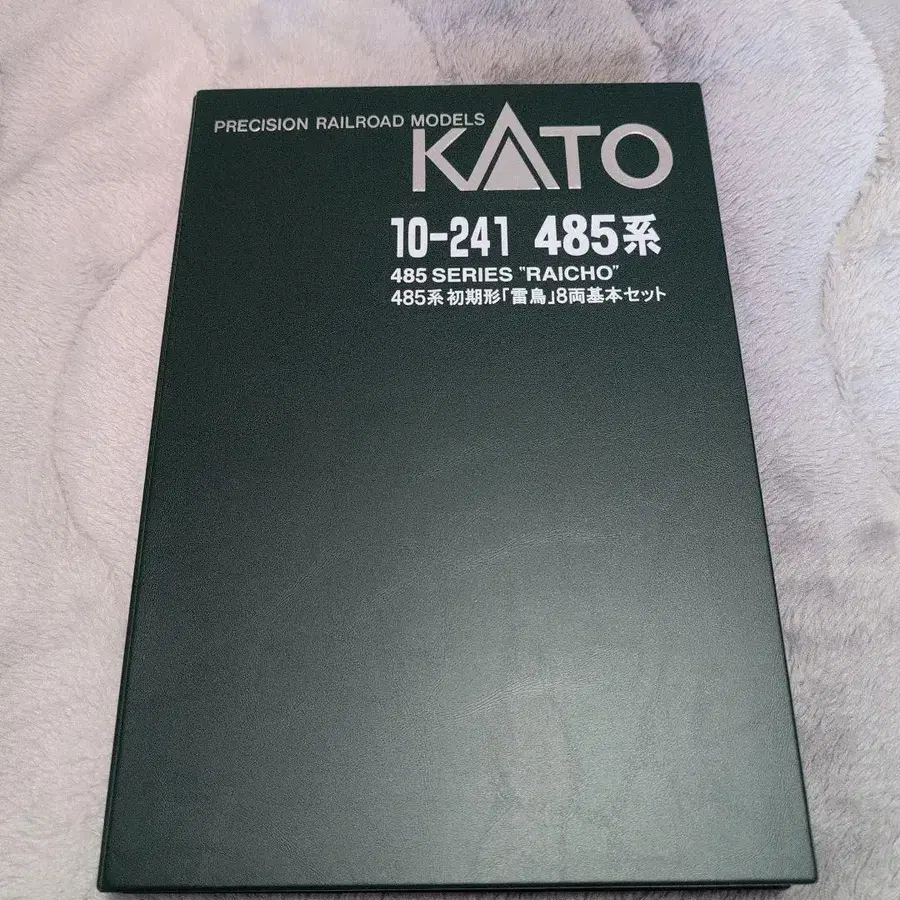 PRECISION RAILROAD MODELS
KATO
10-241 485系
485 SERIES "RAICHO"
485系初期形「雷鳥」8両基本セット